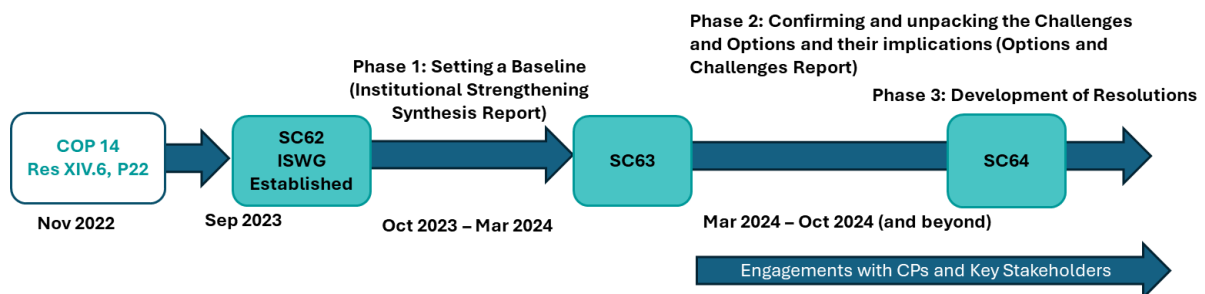 Phase 2: Confirming and unpacking the Challenges
and Options and their implications (Options and
Challenges Report)
Phase 1: Setting a Baseline
(Institutional Strengthening
Synthesis Report)
Phase 3: Development of Resolutions
COP 14
Res XIV.6, P22
SC62
ISWG
Established
SC63
SC64
Nov 2022
Sep 2023
Oct 2023 – Mar 2024
Mar 2024 – Oct 2024 (and beyond)
Engagements with CPs and Key Stakeholders